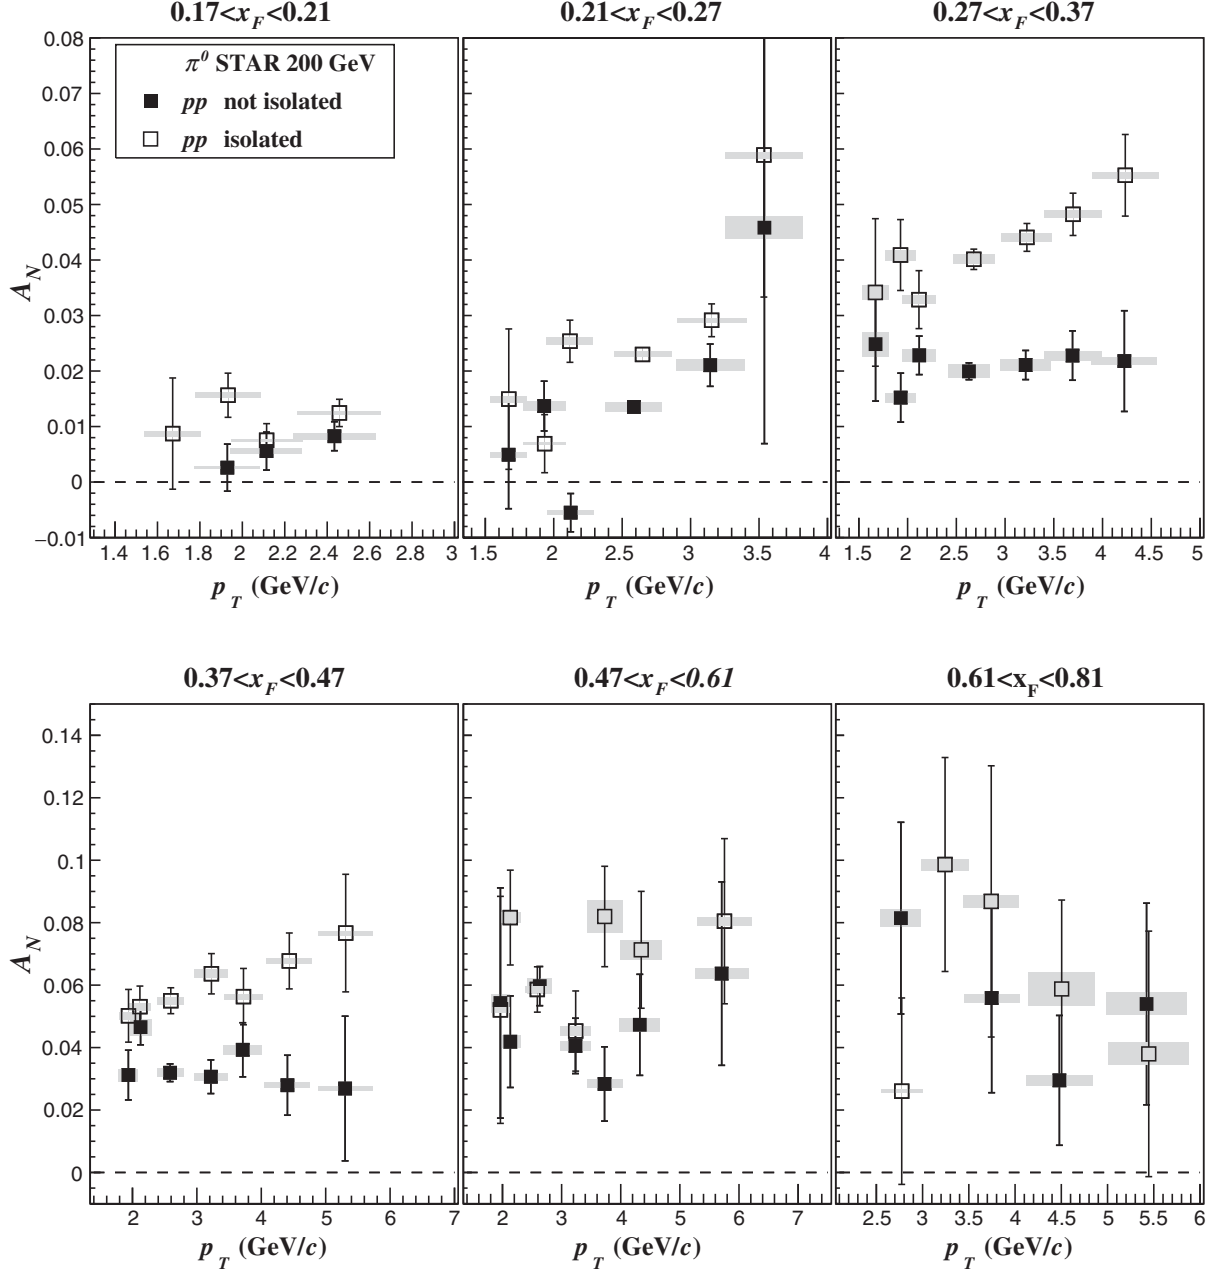 0.17<x_F<0.21
0.21<x_F<0.27
0.27<x_F<0.37
A_N
0.08
0.07
0.06
0.05
0.04
0.03
0.02
0.01
0
−0.01
π⁰ STAR 200 GeV
pp not isolated
pp isolated
1.4 1.6 1.8 2 2.2 2.4 2.6 2.8 3
1.5 2 2.5 3 3.5 4
1.5 2 2.5 3 3.5 4 4.5 5
p_T (GeV/c)
p_T (GeV/c)
p_T (GeV/c)
0.37<x_F<0.47
0.47<x_F<0.61
0.61<x_F<0.81
A_N
0.14
0.12
0.1
0.08
0.06
0.04
0.02
0
2 3 4 5 6 7
2 3 4 5 6 7
2.5 3 3.5 4 4.5 5 5.5 6
p_T (GeV/c)
p_T (GeV/c)
p_T (GeV/c)